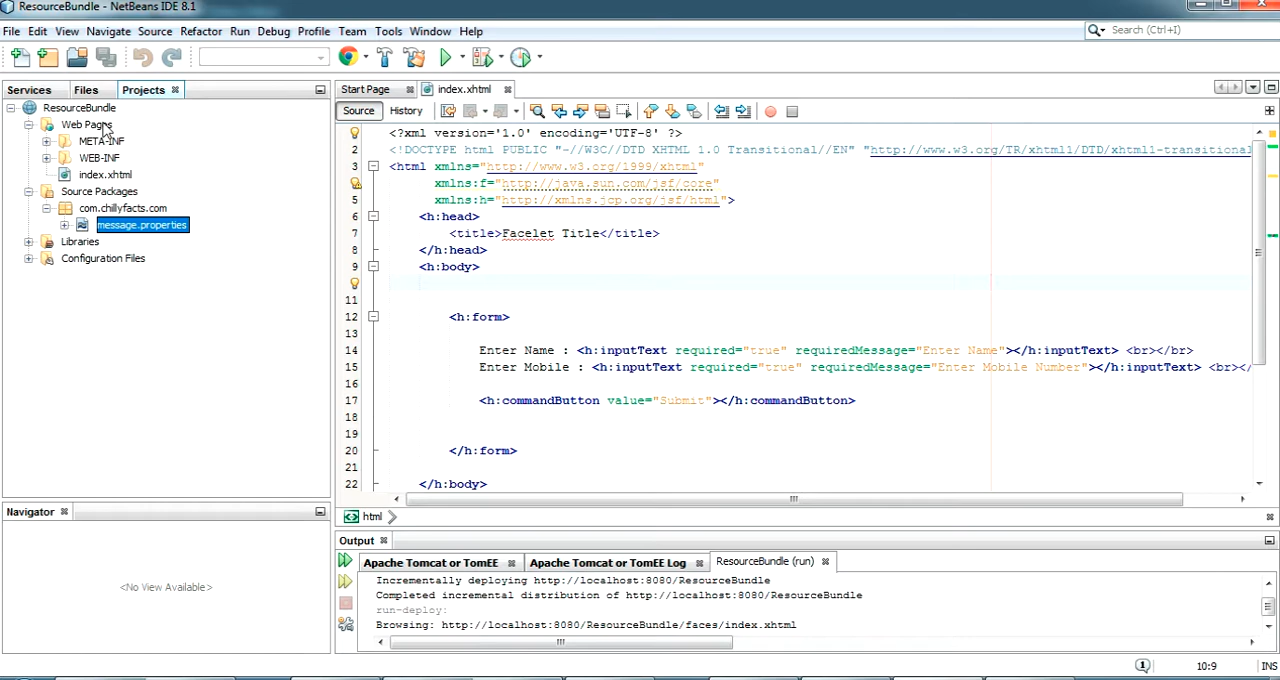 ResourceBundle - NetBeans IDE 8.1
File Edit View Navigate Source Refactor Run Debug Profile Team Tools Window Help
Search (Ctrl+I)
Services Files Projects
ResourceBundle
Web Pages
META-INF
WEB-INF
index.xhtml
Source Packages
com.chillyfacts.com
message.properties
Libraries
Configuration Files
Navigator
<No View Available>
Start Page index.xhtml
Source History
1 <?xml version='1.0' encoding='UTF-8' ?>
2 <!DOCTYPE html PUBLIC "-//W3C//DTD XHTML 1.0 Transitional//EN" "http://www.w3.org/TR/xhtml1/DTD/xhtml1-transitional
3 <html xmlns="http://www.w3.org/1999/xhtml"
xmlns:f="http://java.sun.com/jsf/core"
5 xmlns:h="http://xmlns.jcp.org/jsf/html">
6 <h:head>
7 <title>Facelet Title</title>
8 </h:head>
9 <h:body>
11
12 <h:form>
13
14 Enter Name : <h:inputText required="true" requiredMessage="Enter Name"></h:inputText> <br></br>
15 Enter Mobile : <h:inputText required="true" requiredMessage="Enter Mobile Number"></h:inputText> <br></
16
17 <h:commandButton value="Submit"></h:commandButton>
18
19
20 </h:form>
21
22 </h:body>
html
Output
Apache Tomcat or TomEE Apache Tomcat or TomEE Log ResourceBundle (run)
Incrementally deploying http://localhost:8080/ResourceBundle
Completed incremental distribution of http://localhost:8080/ResourceBundle
run-deploy:
Browsing: http://localhost:8080/ResourceBundle/faces/index.xhtml
1 10:9 INS